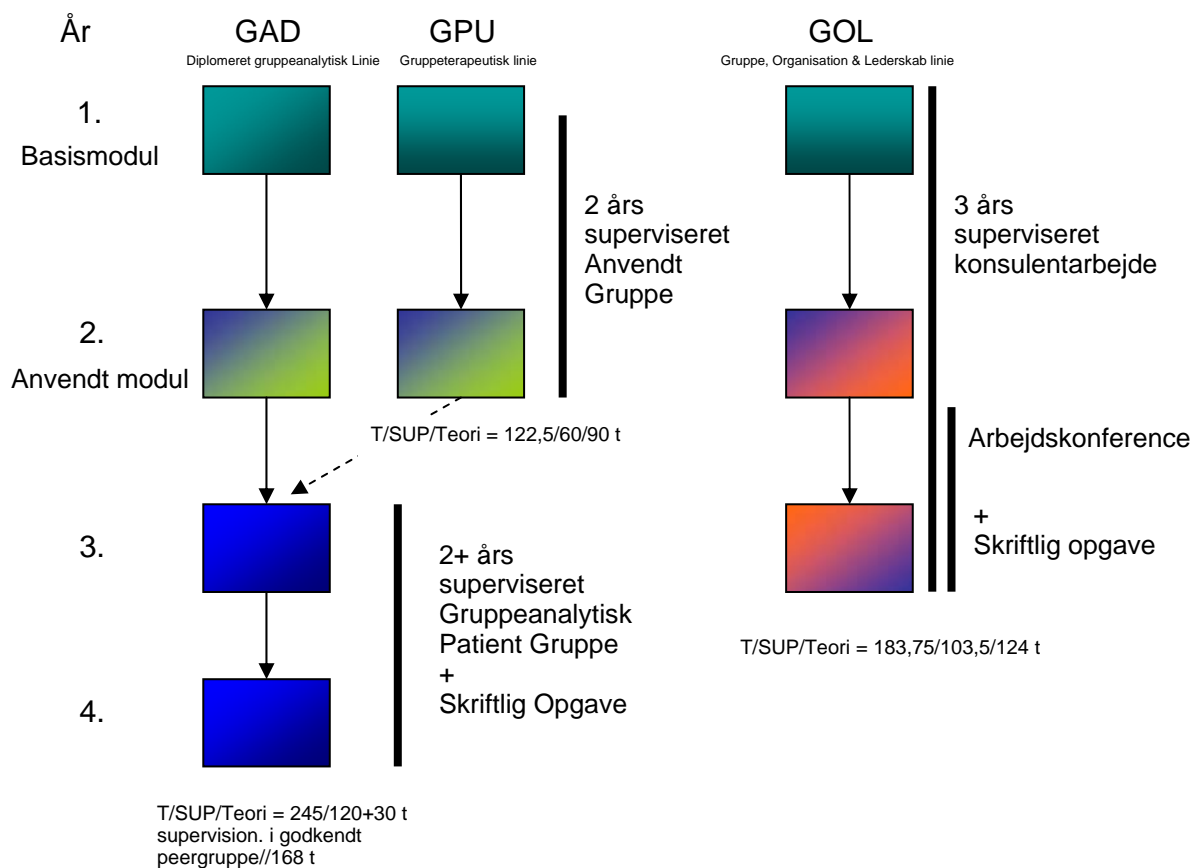 År
GAD
GPU
GOL
Diplomeret gruppeanalytisk Linie
Gruppeterapeutisk linie
Gruppe, Organisation & Lederskab linie
1.
Basismodul
2 års
superviseret
Anvendt
Gruppe
3 års
superviseret
konsulentarbejde
2.
Anvendt modul
T/SUP/Teori = 122,5/60/90 t
Arbejdskonference
+
Skriftlig opgave
3.
2+ års
superviseret
Gruppeanalytisk
Patient Gruppe
+
Skriftlig Opgave
T/SUP/Teori = 183,75/103,5/124 t
4.
T/SUP/Teori = 245/120+30 t
supervision. i godkendt
peergruppe//168 t